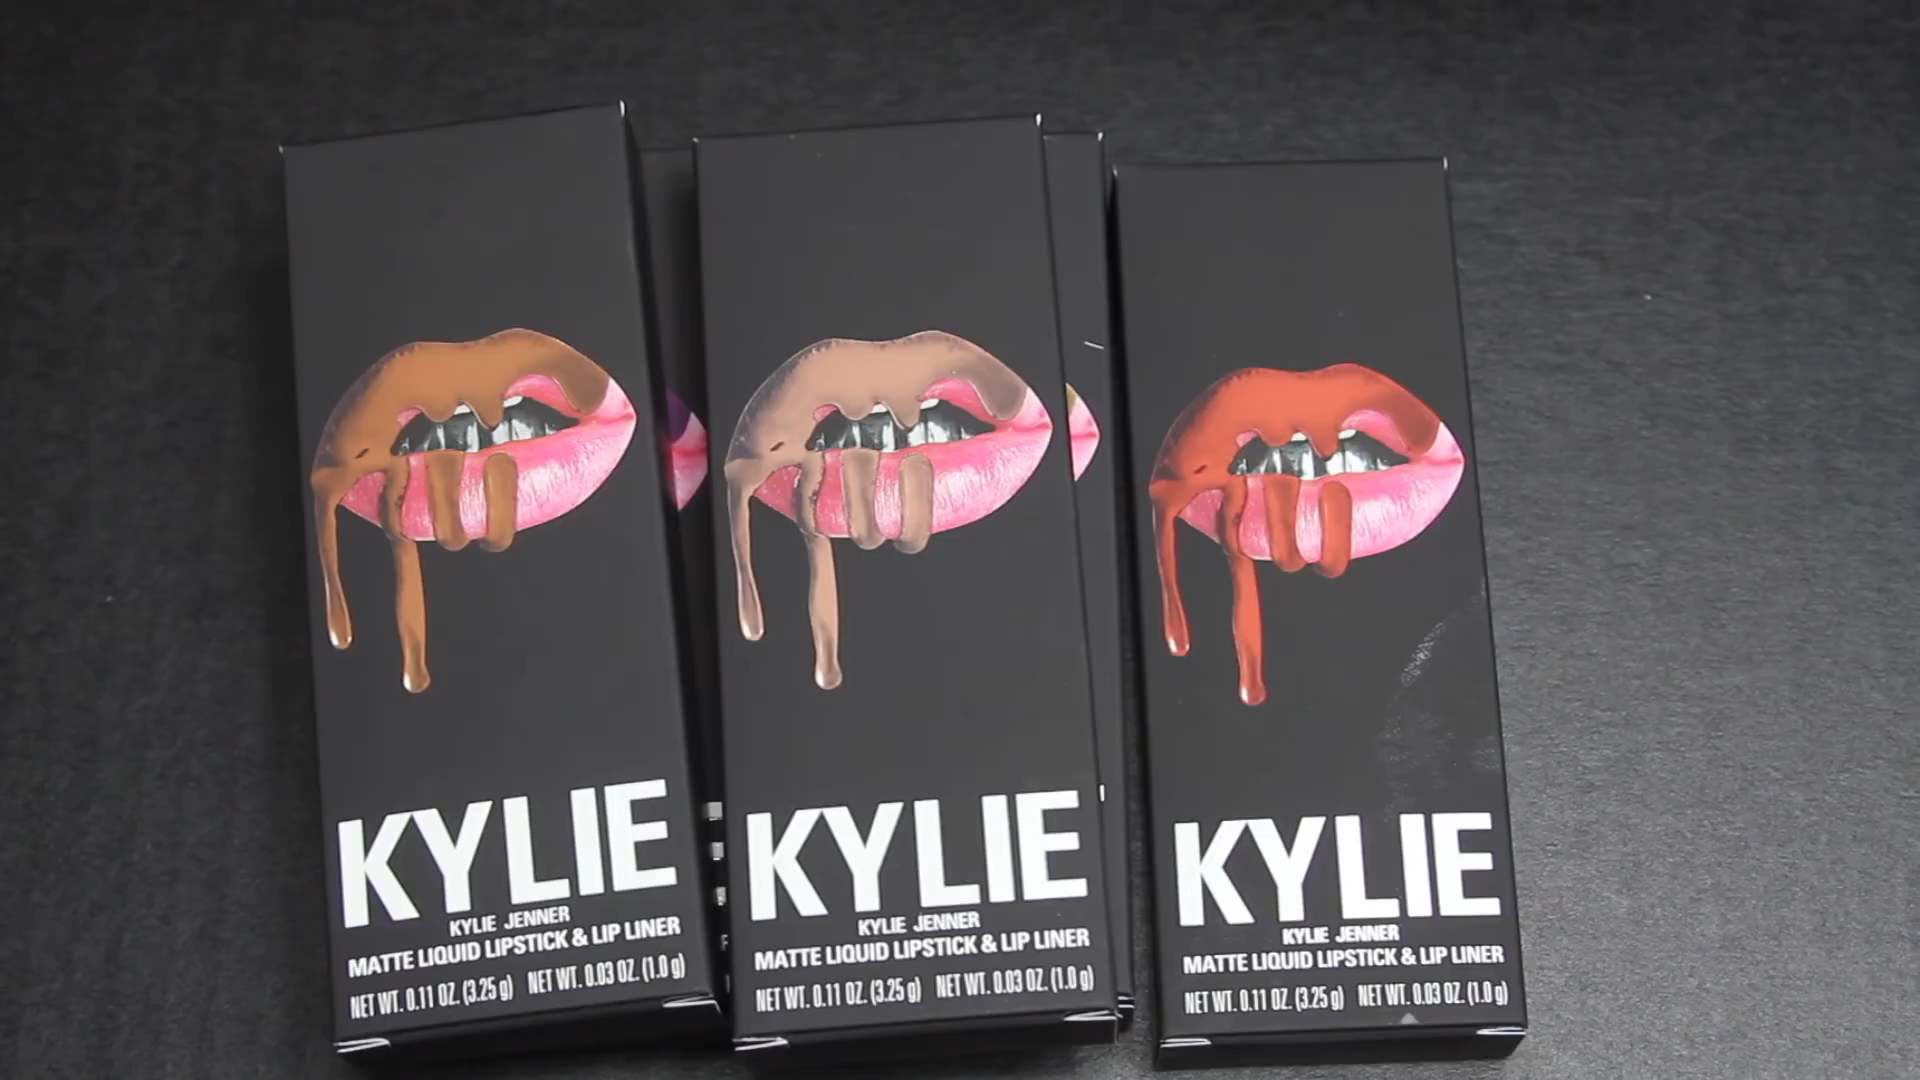 KYLIE
KYLIE JENNER
MATTE LIQUID LIPSTICK & LIP LINER
NET WT. 0.11 OZ. (3.25 g) NET WT. 0.03 OZ. (1.0 g)
KYLIE
KYLIE JENNER
MATTE LIQUID LIPSTICK & LIP LINER
NET WT. 0.11 OZ. (3.25 g) NET WT. 0.03 OZ. (1.0 g)
KYLIE
KYLIE JENNER
MATTE LIQUID LIPSTICK & LIP LINER
NET WT. 0.11 OZ. (3.25 g) NET WT. 0.03 OZ. (1.0 g)